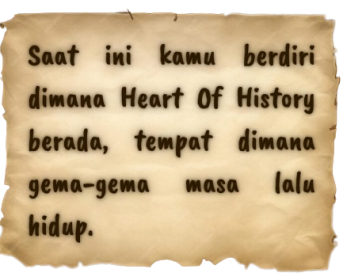 Saat ini kamu berdiri
dimana Heart Of History
berada, tempat dimana
gema-gema masa lalu
hidup.